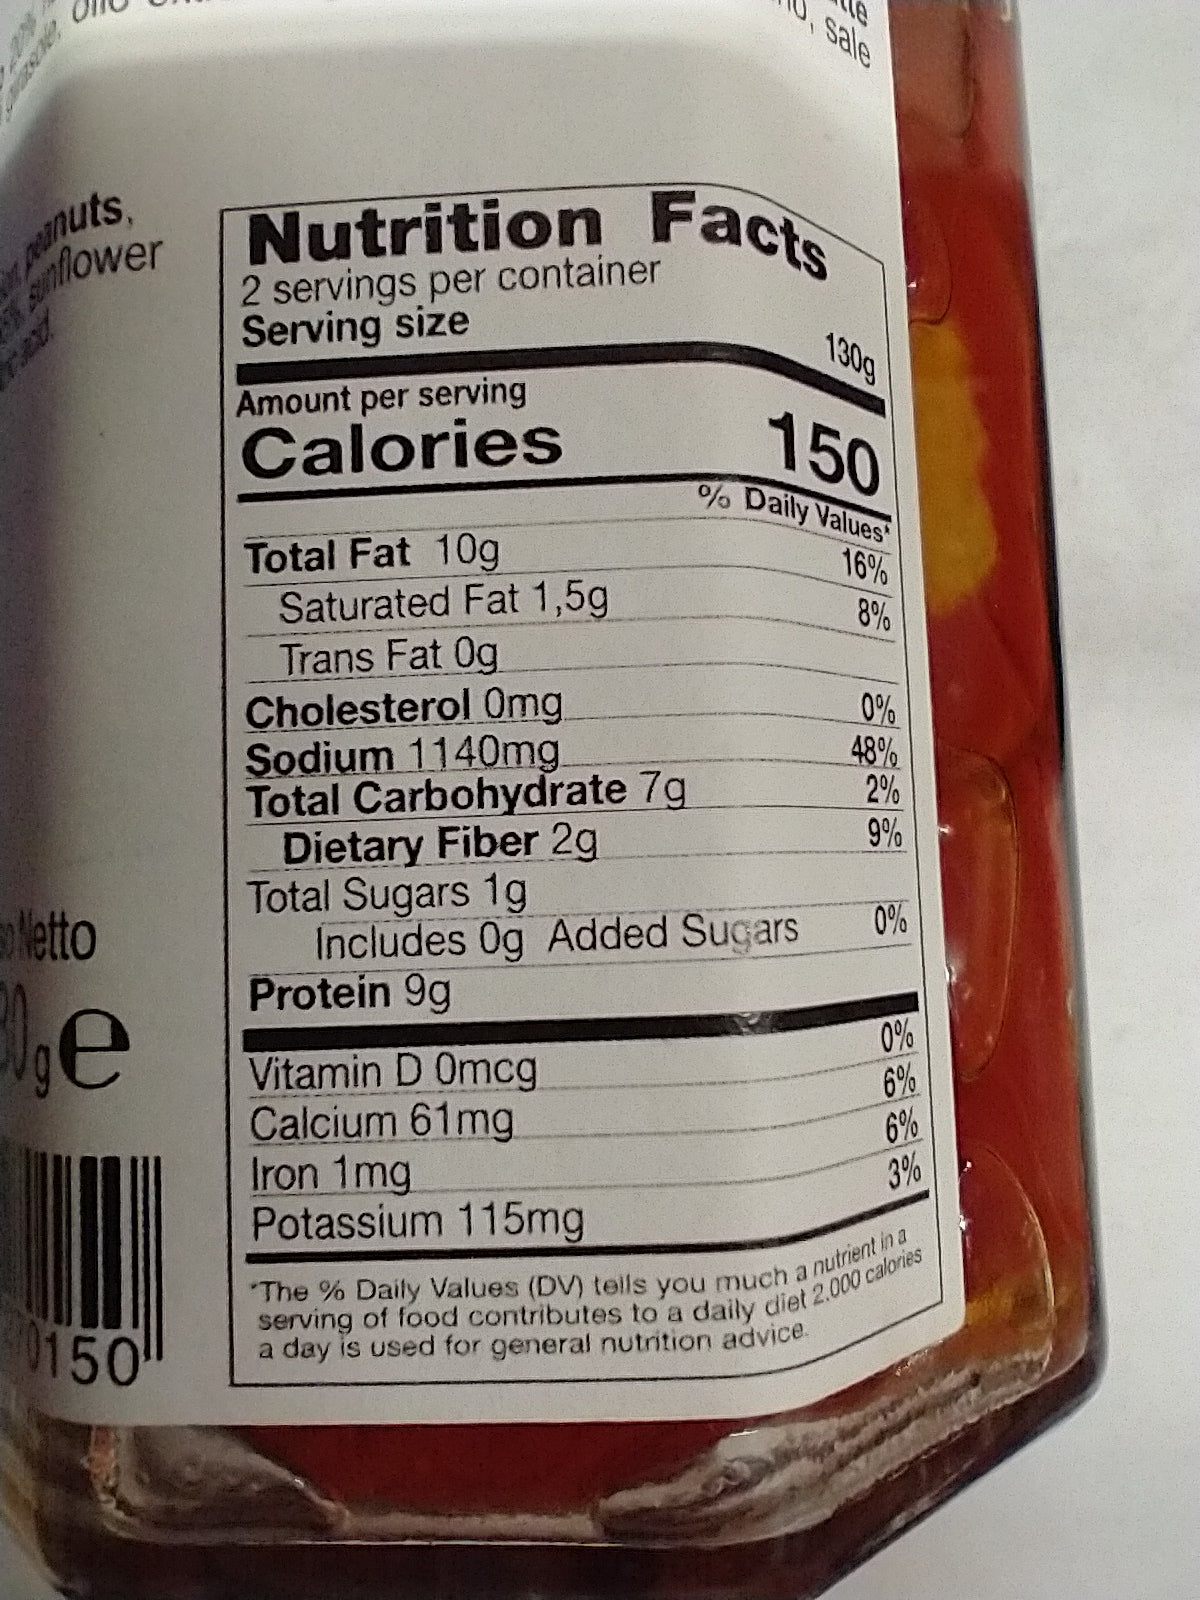 sale
peanuts,
sunflower
acid.
Nutrition Facts
2 servings per container
Serving size 130g
Amount per serving
Calories 150
% Daily Values*
Total Fat 10g 16%
Saturated Fat 1,5g 8%
Trans Fat 0g
Cholesterol 0mg 0%
Sodium 1140mg 48%
Total Carbohydrate 7g 2%
Dietary Fiber 2g 9%
Total Sugars 1g
Includes 0g Added Sugars 0%
Protein 9g
Vitamin D 0mcg 0%
Calcium 61mg 6%
Iron 1mg 6%
Potassium 115mg 3%
*The % Daily Values (DV) tells you much a nutrient in a
serving of food contributes to a daily diet 2,000 calories
a day is used for general nutrition advice.
Netto
g e
0150